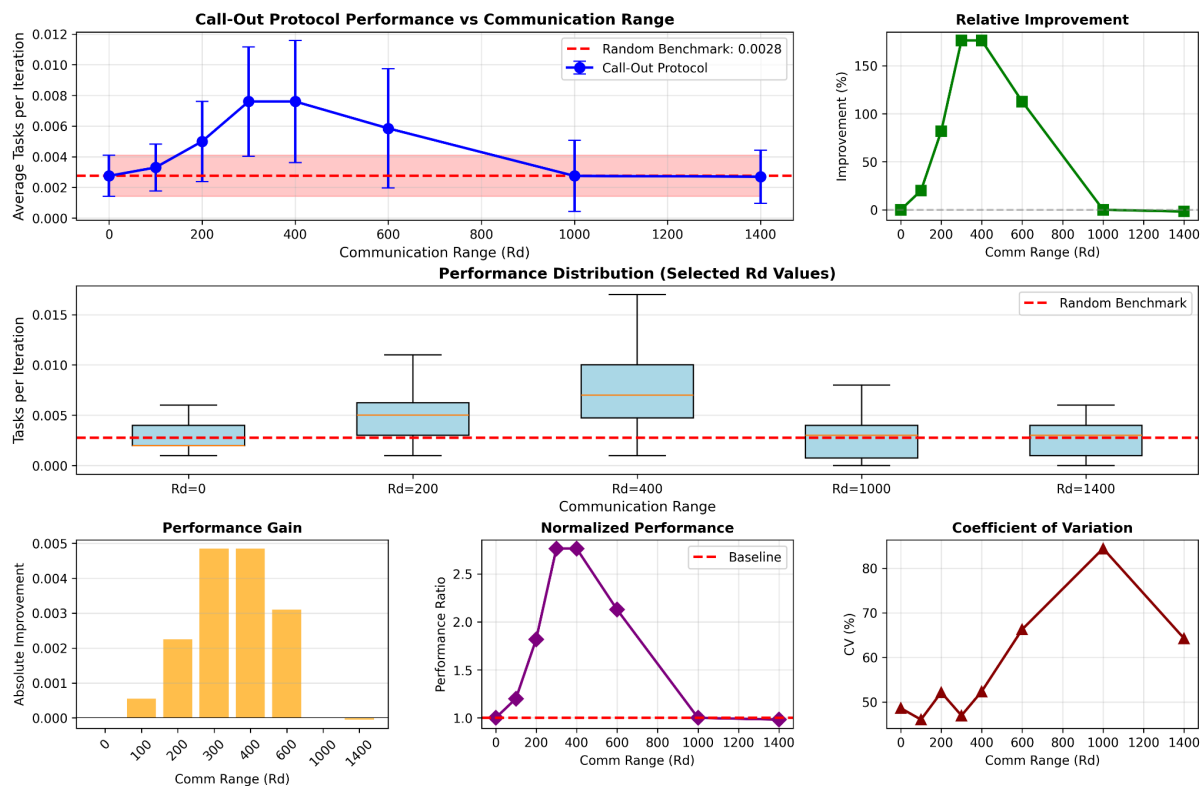 Call-Out Protocol Performance vs Communication Range
Average Tasks per Iteration
0.012
0.010
0.008
0.006
0.004
0.002
0.000
Random Benchmark: 0.0028
Call-Out Protocol
0 200 400 600 800 1000 1200 1400
Communication Range (Rd)
Relative Improvement
Improvement (%)
150
100
50
0
0 200 400 600 800 1000 1200 1400
Comm Range (Rd)
Performance Distribution (Selected Rd Values)
Tasks per Iteration
0.015
0.010
0.005
0.000
Random Benchmark
Rd=0 Rd=200 Rd=400 Rd=1000 Rd=1400
Communication Range
Performance Gain
Absolute Improvement
0.005
0.004
0.003
0.002
0.001
0.000
0 100 200 300 400 600 1000 1400
Comm Range (Rd)
Normalized Performance
Performance Ratio
2.5
2.0
1.5
1.0
Baseline
0 200 400 600 800 1000 1200 1400
Comm Range (Rd)
Coefficient of Variation
CV (%)
80
70
60
50
0 200 400 600 800 1000 1200 1400
Comm Range (Rd)